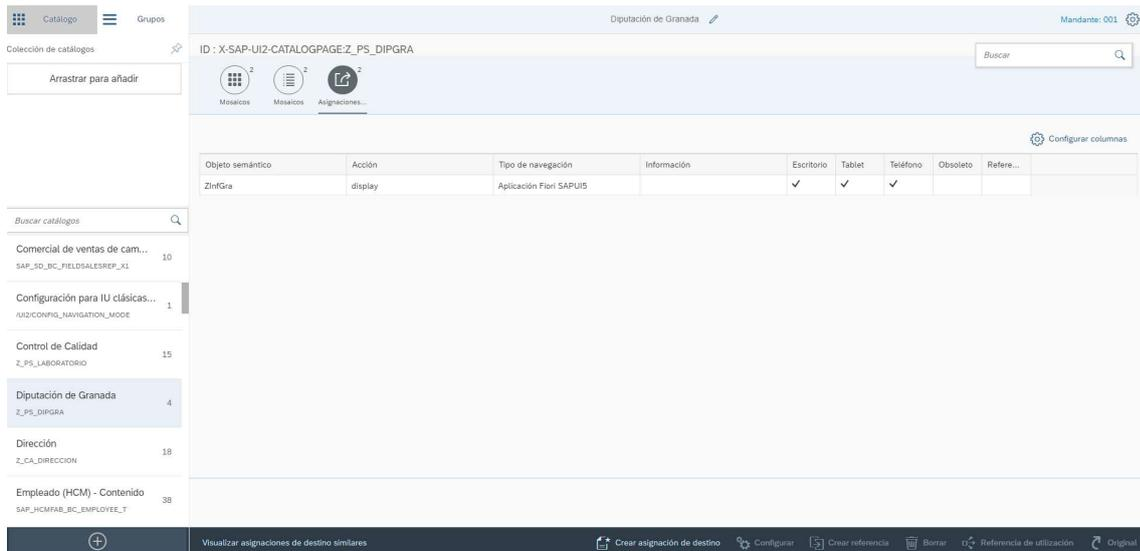 Catálogo
Grupos
Diputación de Granada
Mandante: 001
Colección de catálogos
Arrastrar para añadir
ID : X-SAP-UI2-CATALOGPAGE:Z_PS_DIPGRA
Buscar
2
2
2
Mosaicos
Mosaicos
Asignaciones...
Configurar columnas
Objeto semántico Acción Tipo de navegación Información Escritorio Tablet Teléfono Obsoleto Refere...
ZInfGra display Aplicación Fiori SAPUI5
Buscar catálogos
Comercial de ventas de cam...
10
SAP_SD_BC_FIELDSALESREP_X1
Configuración para IU clásicas...
1
/UI2/CONFIG_NAVIGATION_MODE
Control de Calidad
15
Z_PS_LABORATORIO
Diputación de Granada
4
Z_PS_DIPGRA
Dirección
18
Z_CA_DIRECCION
Empleado (HCM) - Contenido
38
SAP_HCMFAB_BC_EMPLOYEE_T
Visualizar asignaciones de destino similares
Crear asignación de destino
Configurar
Crear referencia
Borrar
Referencia de utilización
Original